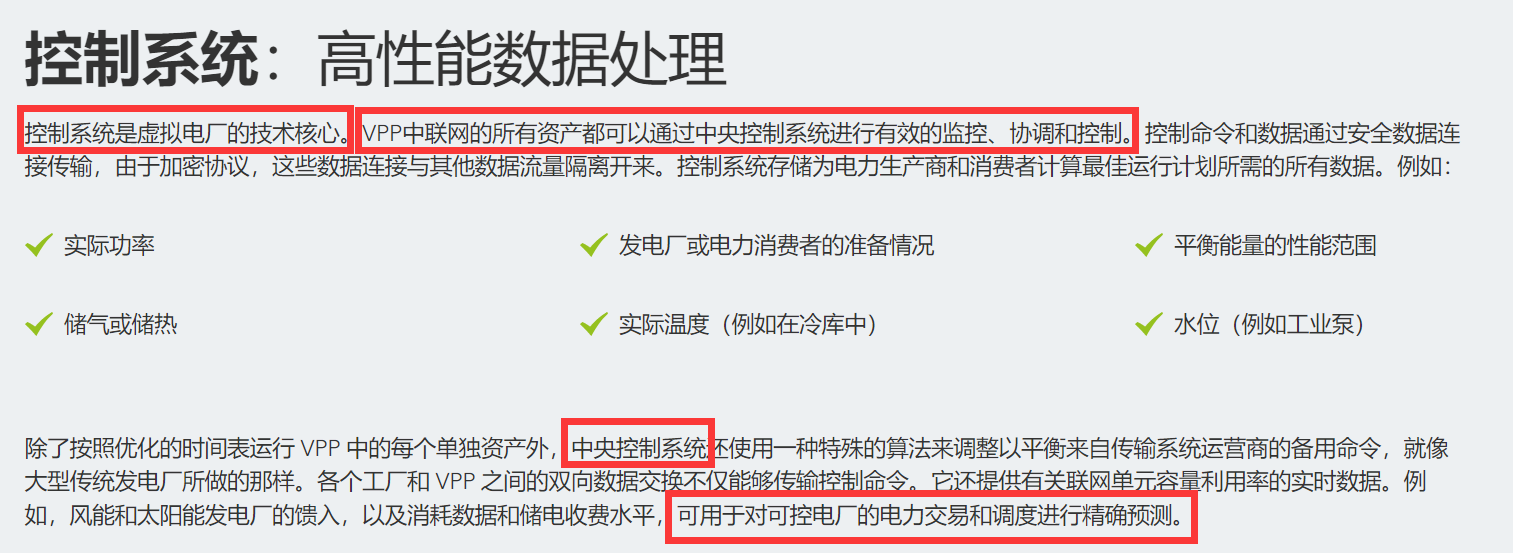 控制系统：高性能数据处理
控制系统是虚拟电厂的技术核心。VPP中联网的所有资产都可以通过中央控制系统进行有效的监控、协调和控制。控制命令和数据通过安全数据连
接传输，由于加密协议，这些数据连接与其他数据流量隔离开来。控制系统存储为电力生产商和消费者计算最佳运行计划所需的所有数据。例如：
实际功率
发电厂或电力消费者的准备情况
平衡能量的性能范围
储气或储热
实际温度（例如在冷库中）
水位（例如工业泵）
除了按照优化的时间表运行 VPP 中的每个单独资产外，中央控制系统还使用一种特殊的算法来调整以平衡来自传输系统运营商的备用命令，就像
大型传统发电厂所做的那样。各个工厂和 VPP 之间的双向数据交换不仅能够传输控制命令。它还提供有关联网单元容量利用率的实时数据。例
如，风能和太阳能发电厂的馈入，以及消耗数据和储电收费水平，可用于对可控电厂的电力交易和调度进行精确预测。